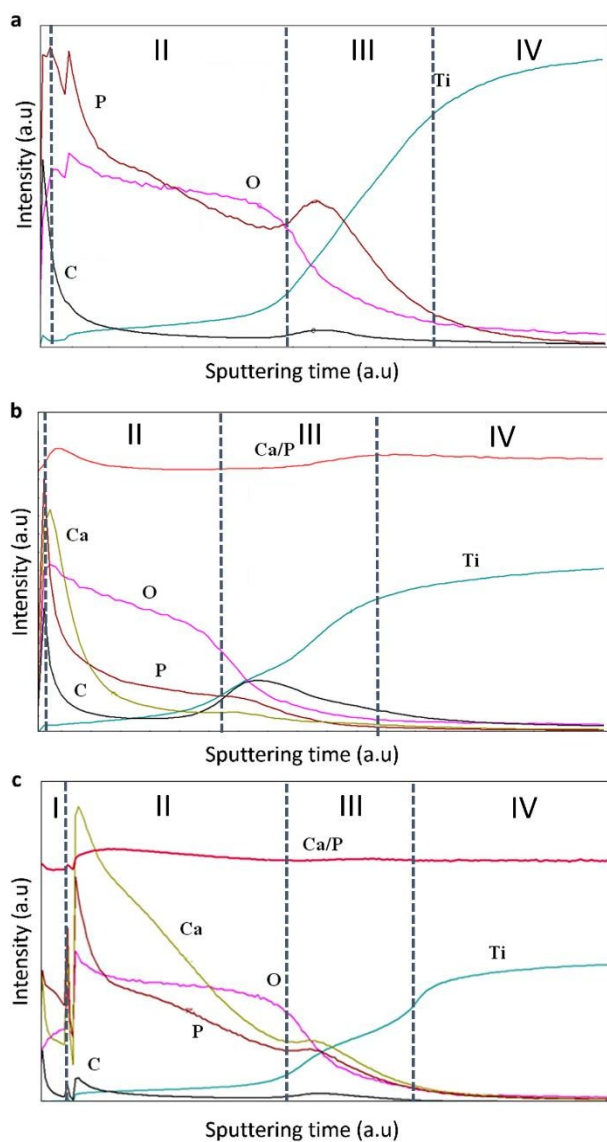 a
II III IV
Ti
P
O
C
Intensity (a.u)
Sputtering time (a.u)
b
II III IV
Ca/P
Ca
O
Ti
P
C
Intensity (a.u)
Sputtering time (a.u)
c
I II III IV
Ca/P
Ca
Ti
O
P
C
Intensity (a.u)
Sputtering time (a.u)